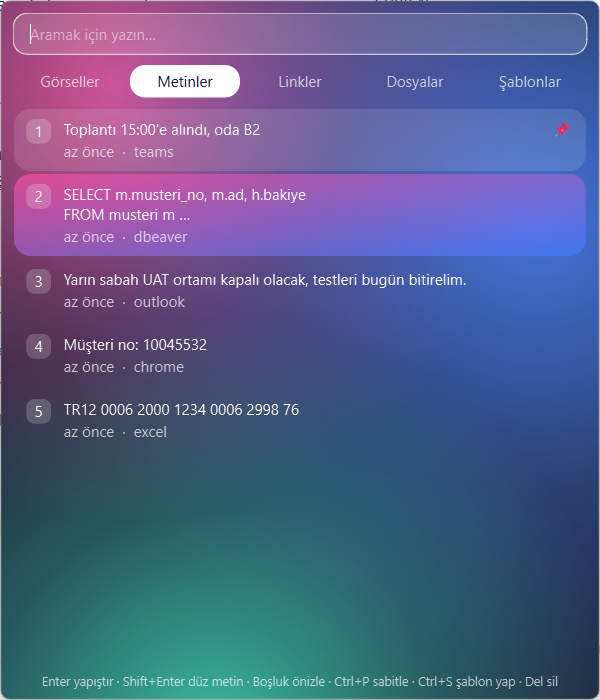 Aramak için yazın...
Görseller Metinler Linkler Dosyalar Şablonlar
1 Toplantı 15:00'e alındı, oda B2
az önce · teams
2 SELECT m.musteri_no, m.ad, h.bakiye
FROM musteri m ...
az önce · dbeaver
3 Yarın sabah UAT ortamı kapalı olacak, testleri bugün bitirelim.
az önce · outlook
4 Müşteri no: 10045532
az önce · chrome
5 TR12 0006 2000 1234 0006 2998 76
az önce · excel
Enter yapıştır · Shift+Enter düz metin · Boşluk önizle · Ctrl+P sabitle · Ctrl+S şablon yap · Del sil